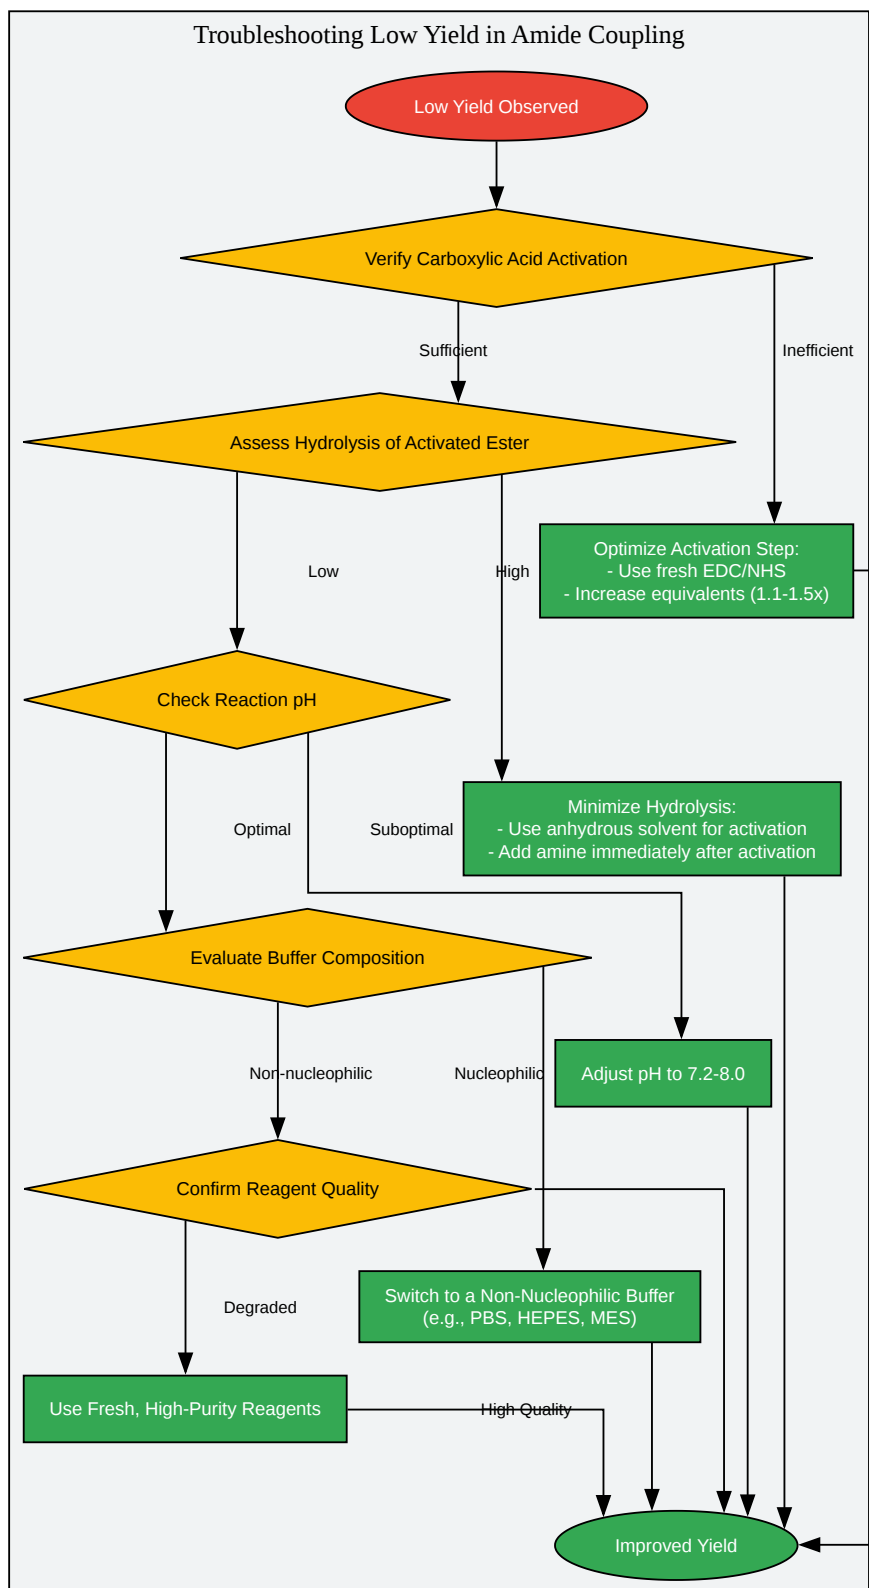 Troubleshooting Low Yield in Amide Coupling
Low Yield Observed
Verify Carboxylic Acid Activation
Sufficient
Inefficient
Assess Hydrolysis of Activated Ester
Optimize Activation Step:
- Use fresh EDC/NHS
- Increase equivalents (1.1-1.5x)
Low
High
Check Reaction pH
Minimize Hydrolysis:
- Use anhydrous solvent for activation
- Add amine immediately after activation
Optimal
Suboptimal
Evaluate Buffer Composition
Non-nucleophilic
Nucleophilic
Adjust pH to 7.2-8.0
Confirm Reagent Quality
Degraded
Switch to a Non-Nucleophilic Buffer
(e.g., PBS, HEPES, MES)
Use Fresh, High-Purity Reagents
High Quality
Improved Yield